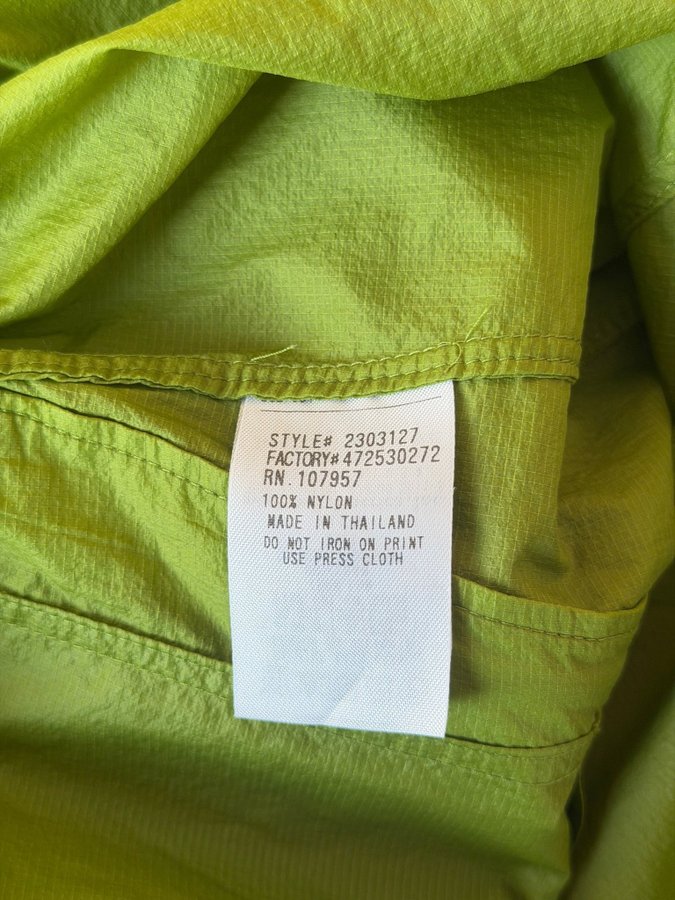 STYLE# 2303127
FACTORY#472530272
RN.107957
100% NYLON
MADE IN THAILAND
DO NOT IRON ON PRINT
USE PRESS CLOTH